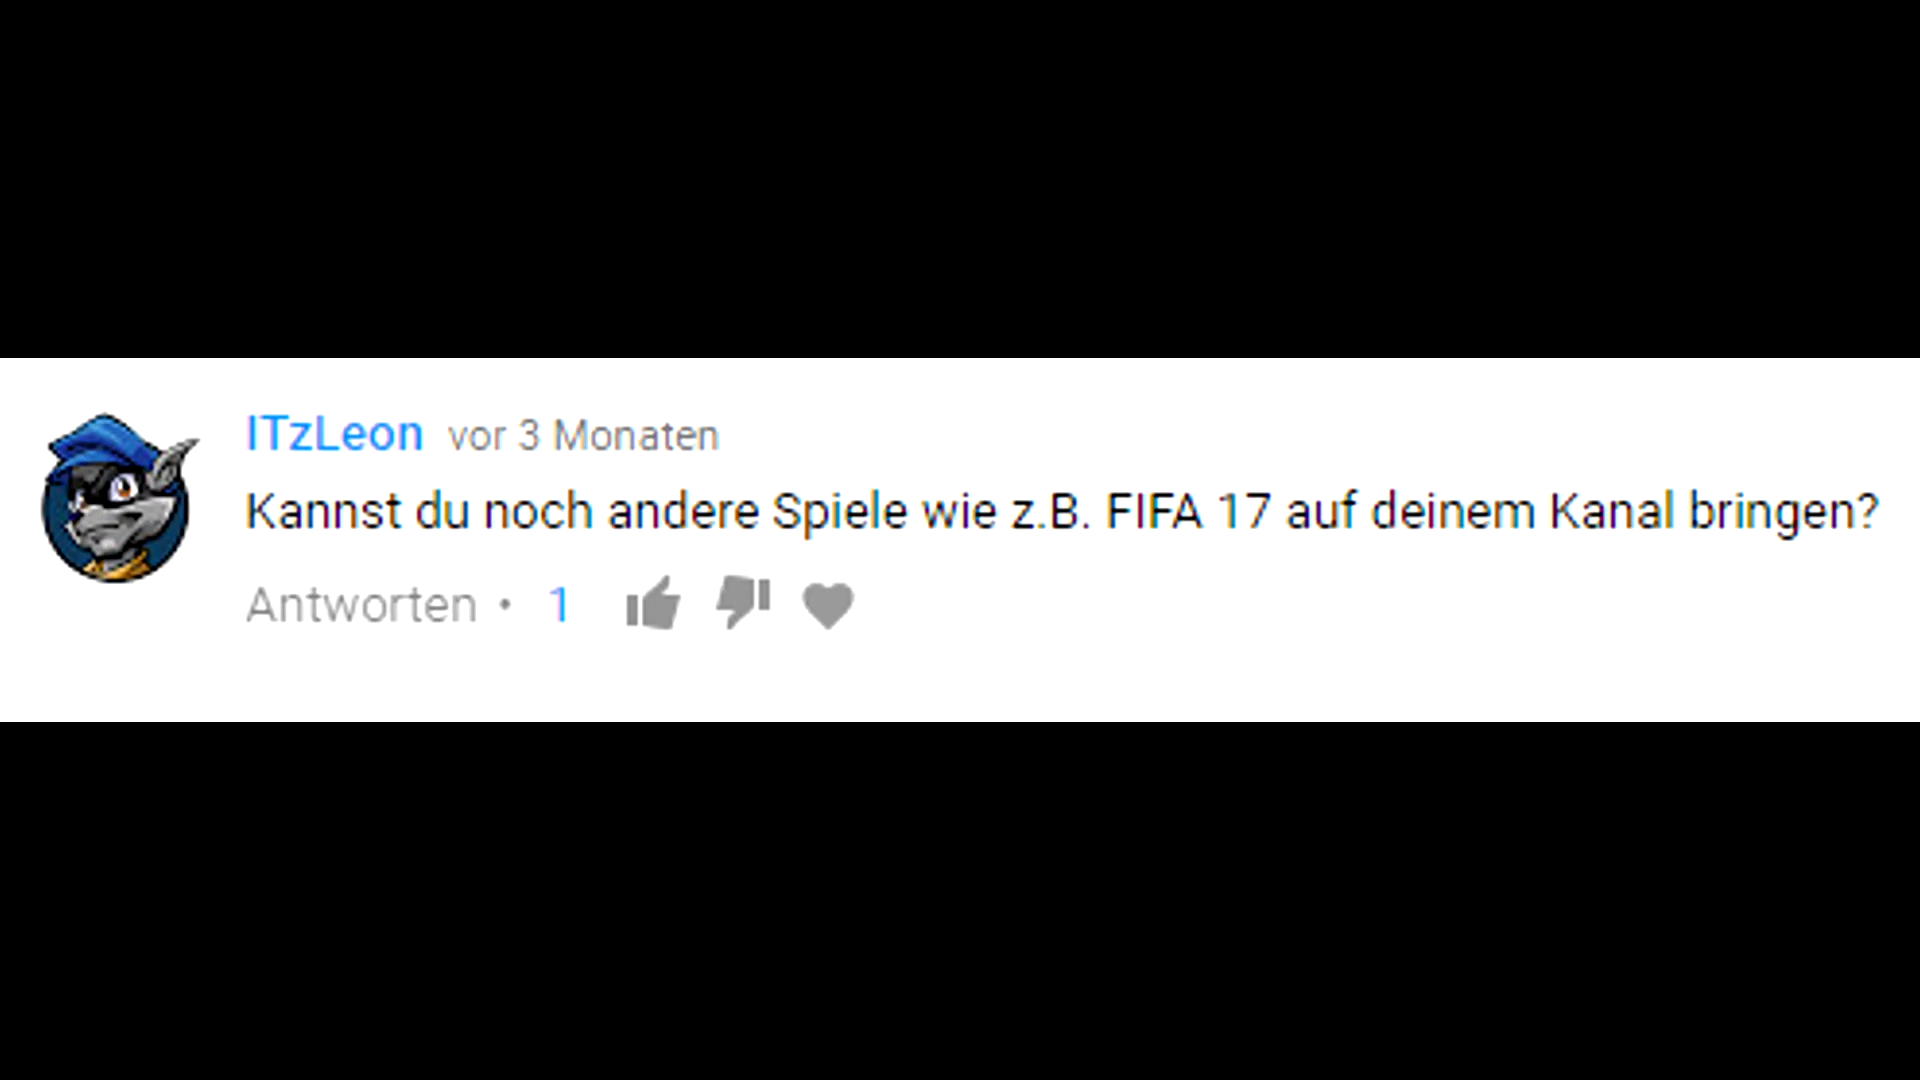 ITzLeon vor 3 Monaten
Kannst du noch andere Spiele wie z.B. FIFA 17 auf deinem Kanal bringen?
Antworten • 1